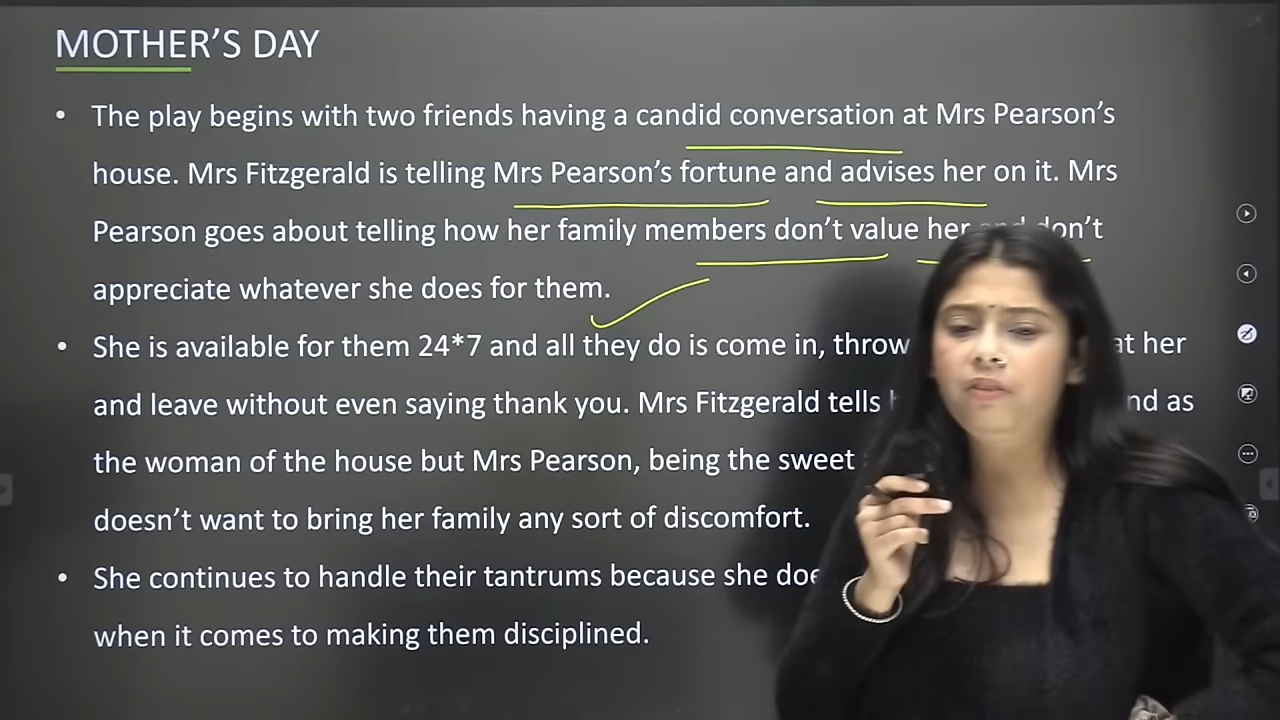 MOTHER'S DAY
• The play begins with two friends having a candid conversation at Mrs Pearson's
house. Mrs Fitzgerald is telling Mrs Pearson's fortune and advises her on it. Mrs
Pearson goes about telling how her family members don't value her and don't
appreciate whatever she does for them.
• She is available for them 24*7 and all they do is come in, throw at her
and leave without even saying thank you. Mrs Fitzgerald tells as
the woman of the house but Mrs Pearson, being the sweet
doesn't want to bring her family any sort of discomfort.
• She continues to handle their tantrums because she
when it comes to making them disciplined.